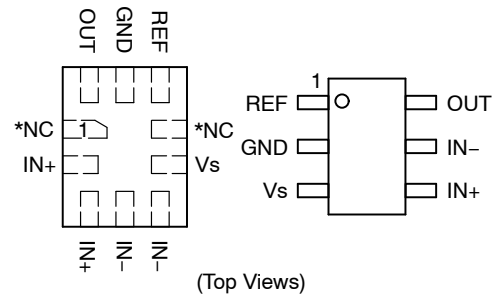 OUT
GND
REF
*NC
1
*NC
IN+
Vs
IN+
IN−
IN−
1
REF
OUT
GND
IN−
Vs
IN+
(Top Views)